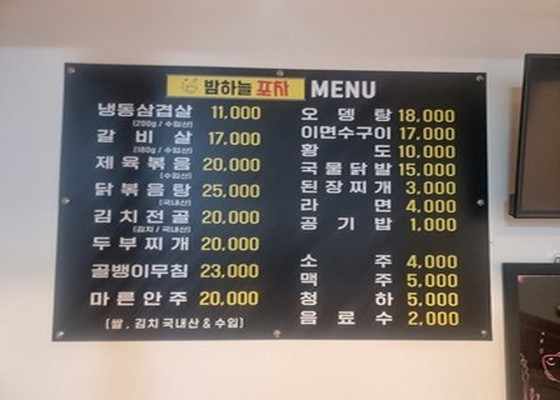 밤하늘 포차 MENU
냉동삼겹살 11,000
(200g / 수입산)
갈비살 17,000
(180g / 수입산)
제육볶음 20,000
(수입산)
닭볶음탕 25,000
(국내산)
김치전골 20,000
(김치 / 국내산)
두부찌개 20,000
골뱅이무침 23,000
마른안주 20,000
(쌀, 김치 국내산 & 수입)
오뎅탕 18,000
이면수구이 17,000
황도 10,000
국물닭발 15,000
된장찌개 3,000
라면 4,000
공기밥 1,000
소주 4,000
맥주 5,000
청하 5,000
음료수 2,000